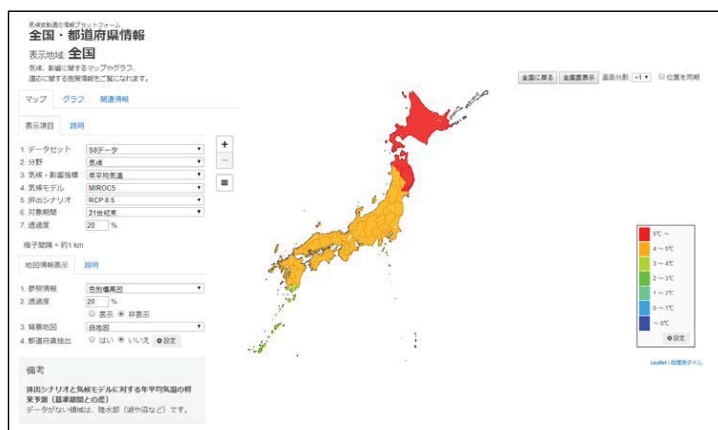 気候変動適応情報プラットフォーム
全国・都道府県情報
表示地域: 全国
気候、影響に関するマップやグラフ、
適応に関する施策情報をご覧になれます。
マップ グラフ 関連情報
全国に戻る 全画面表示 画面分割 ×1 位置を同期
表示項目 説明
1. データセット S8データ
2. 分野 気候
3. 気候・影響指標 年平均気温
4. 気候モデル MIROC5
5. 排出シナリオ RCP 8.5
6. 対象期間 21世紀末
7. 透過度 20 %
格子間隔 = 約1 km
地図情報表示 説明
1. 参照情報 色別標高図
2. 透過度 20 %
表示 非表示
3. 背景地図 白地図
4. 都道府県抽出 はい いいえ 設定
備考
排出シナリオと気候モデルに対する年平均気温の将
来予測(基準期間との差)
データがない領域は、陸水部(湖や沼など)です。
+
−
5℃ ~
4 ~ 5℃
3 ~ 4℃
2 ~ 3℃
1 ~ 2℃
0 ~ 1℃
~ 0℃
設定
Leaflet | 地理院タイル